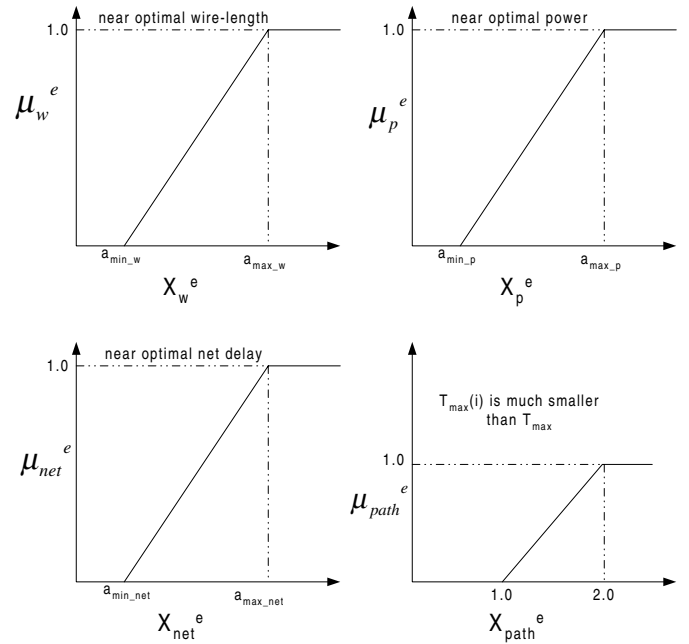 near optimal wire-length
1.0
μ_w^e
a_min_w
a_max_w
X_w^e
near optimal power
1.0
μ_p^e
a_min_p
a_max_p
X_p^e
near optimal net delay
1.0
μ_net^e
a_min_net
a_max_net
X_net^e
T_max(i) is much smaller
than T_max
1.0
μ_path^e
1.0
2.0
X_path^e